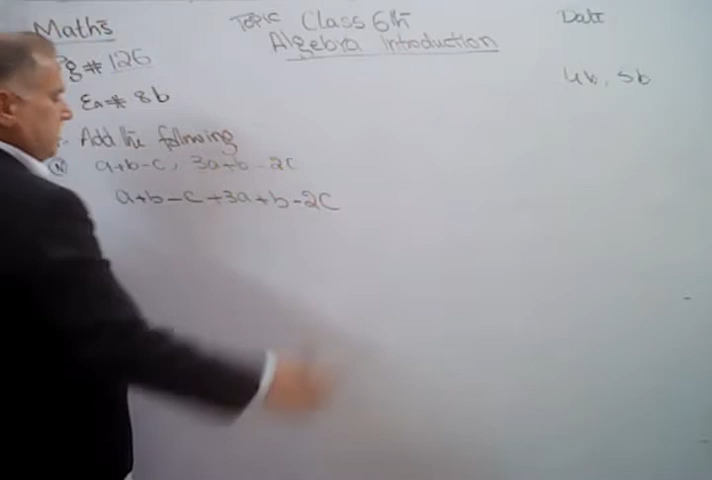 Maths Topic Class 6th Date
Algebra Introduction
Pg # 126
4b, 5b
Ex # 8b
Add the following
a+b-c, 3a+b-2c
a+b-c+3a+b-2c